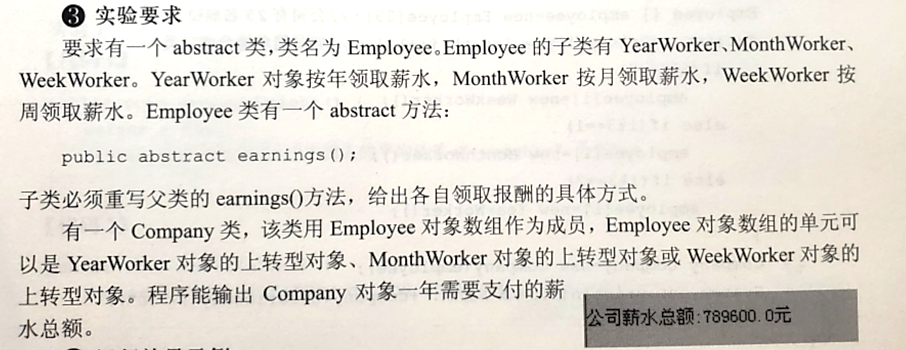 ❸ 实验要求
要求有一个 abstract 类,类名为 Employee。Employee 的子类有 YearWorker、MonthWorker、
WeekWorker。YearWorker 对象按年领取薪水，MonthWorker 按月领取薪水，WeekWorker 按
周领取薪水。Employee 类有一个 abstract 方法：
public abstract earnings();
子类必须重写父类的 earnings()方法，给出各自领取报酬的具体方式。
有一个 Company 类，该类用 Employee 对象数组作为成员，Employee 对象数组的单元可
以是 YearWorker 对象的上转型对象、MonthWorker 对象的上转型对象或 WeekWorker 对象的
上转型对象。程序能输出 Company 对象一年需要支付的薪
水总额。
公司薪水总额:789600.0元